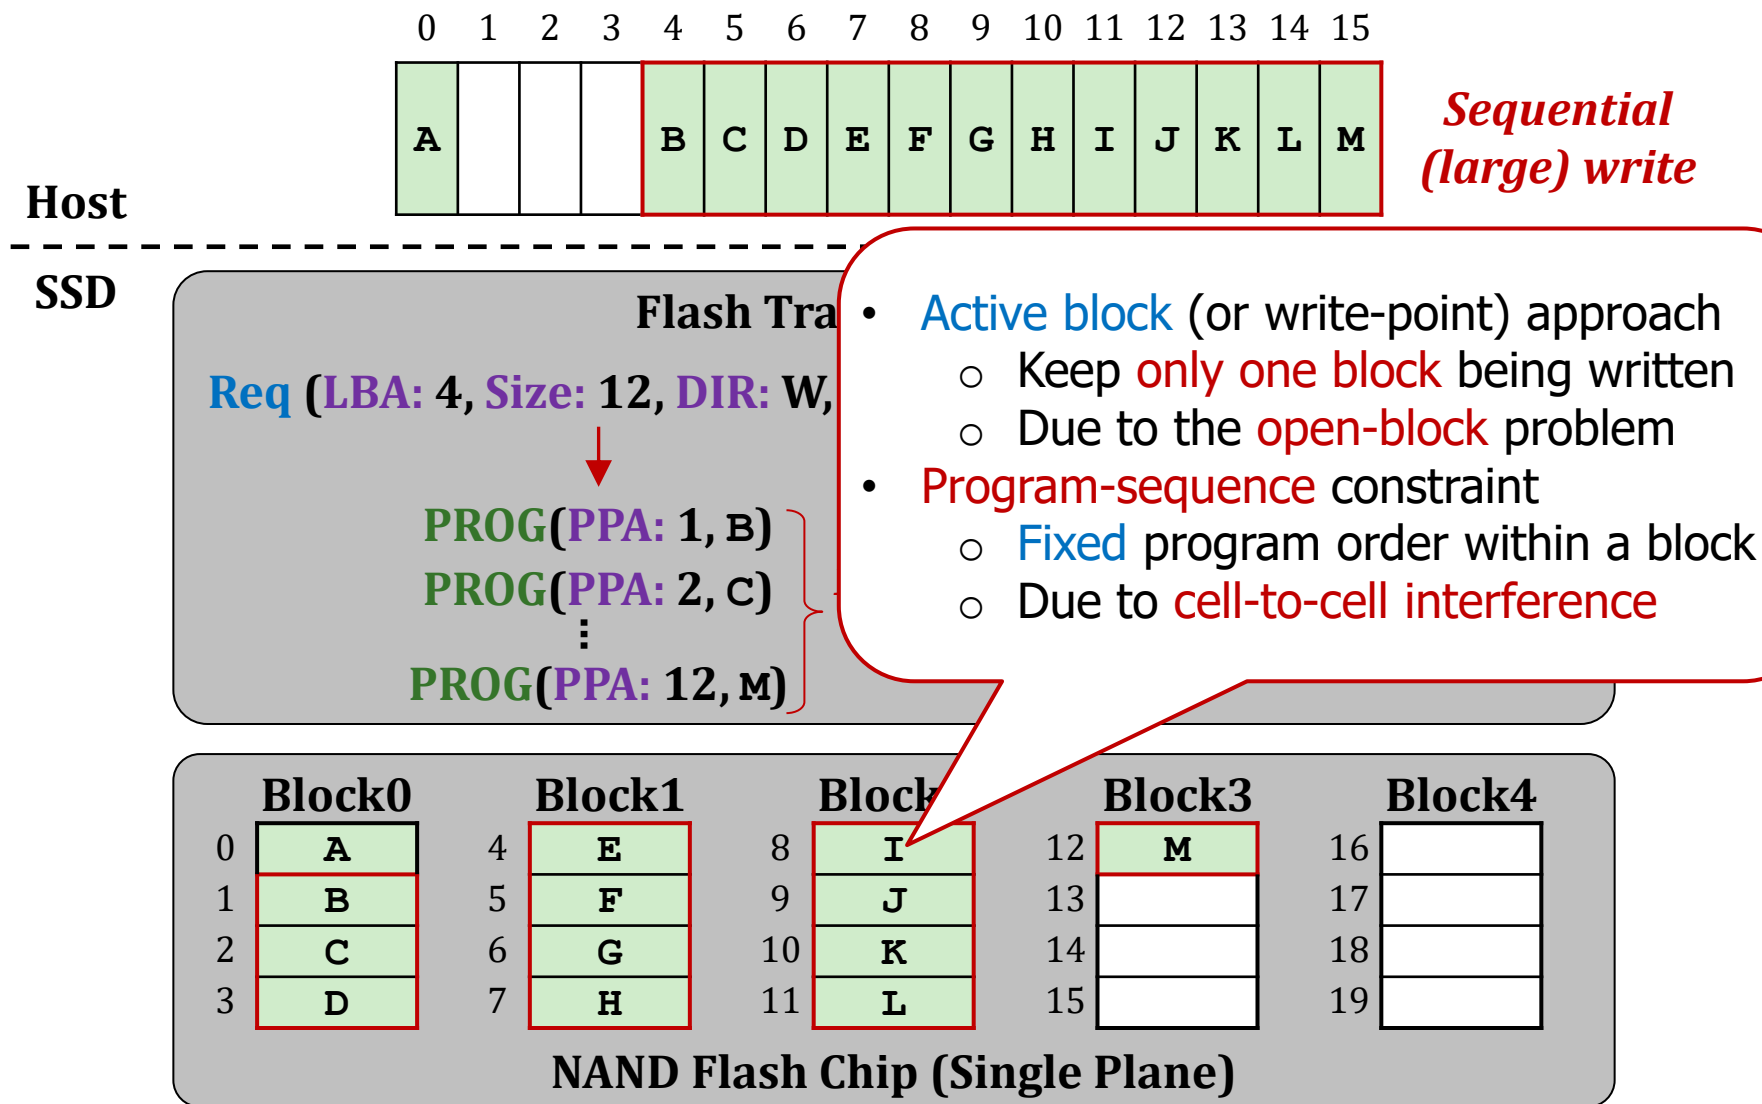 0 1 2 3 4 5 6 7 8 9 10 11 12 13 14 15
A B C D E F G H I J K L M
Sequential
(large) write
Host
SSD
Flash Tra
Req (LBA: 4, Size: 12, DIR: W,
PROG(PPA: 1, B)
PROG(PPA: 2, C)
⋮
PROG(PPA: 12, M)
• Active block (or write-point) approach
o Keep only one block being written
o Due to the open-block problem
• Program-sequence constraint
o Fixed program order within a block
o Due to cell-to-cell interference
Block0 Block1 Block Block3 Block4
0 A 4 E 8 I 12 M 16
1 B 5 F 9 J 13 17
2 C 6 G 10 K 14 18
3 D 7 H 11 L 15 19
NAND Flash Chip (Single Plane)